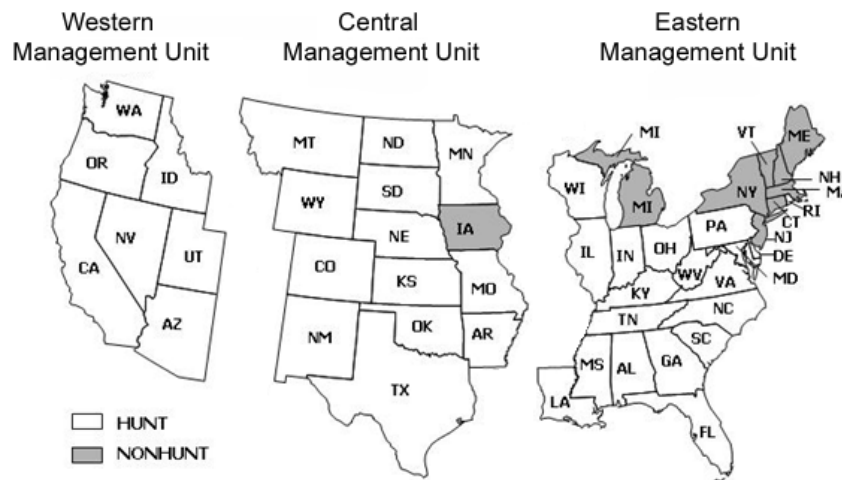 Western
Management Unit
Central
Management Unit
Eastern
Management Unit
WA
OR
ID
NV
UT
CA
AZ
MT
ND
MN
SD
WY
IA
NE
CO
KS
MO
OK
AR
NM
TX
MI
VT
ME
NH
MA
WI
MI
NY
RI
CT
PA
NJ
IL
IN
OH
DE
WV
VA
MD
KY
NC
TN
SC
MS
AL
GA
LA
FL
HUNT
NONHUNT